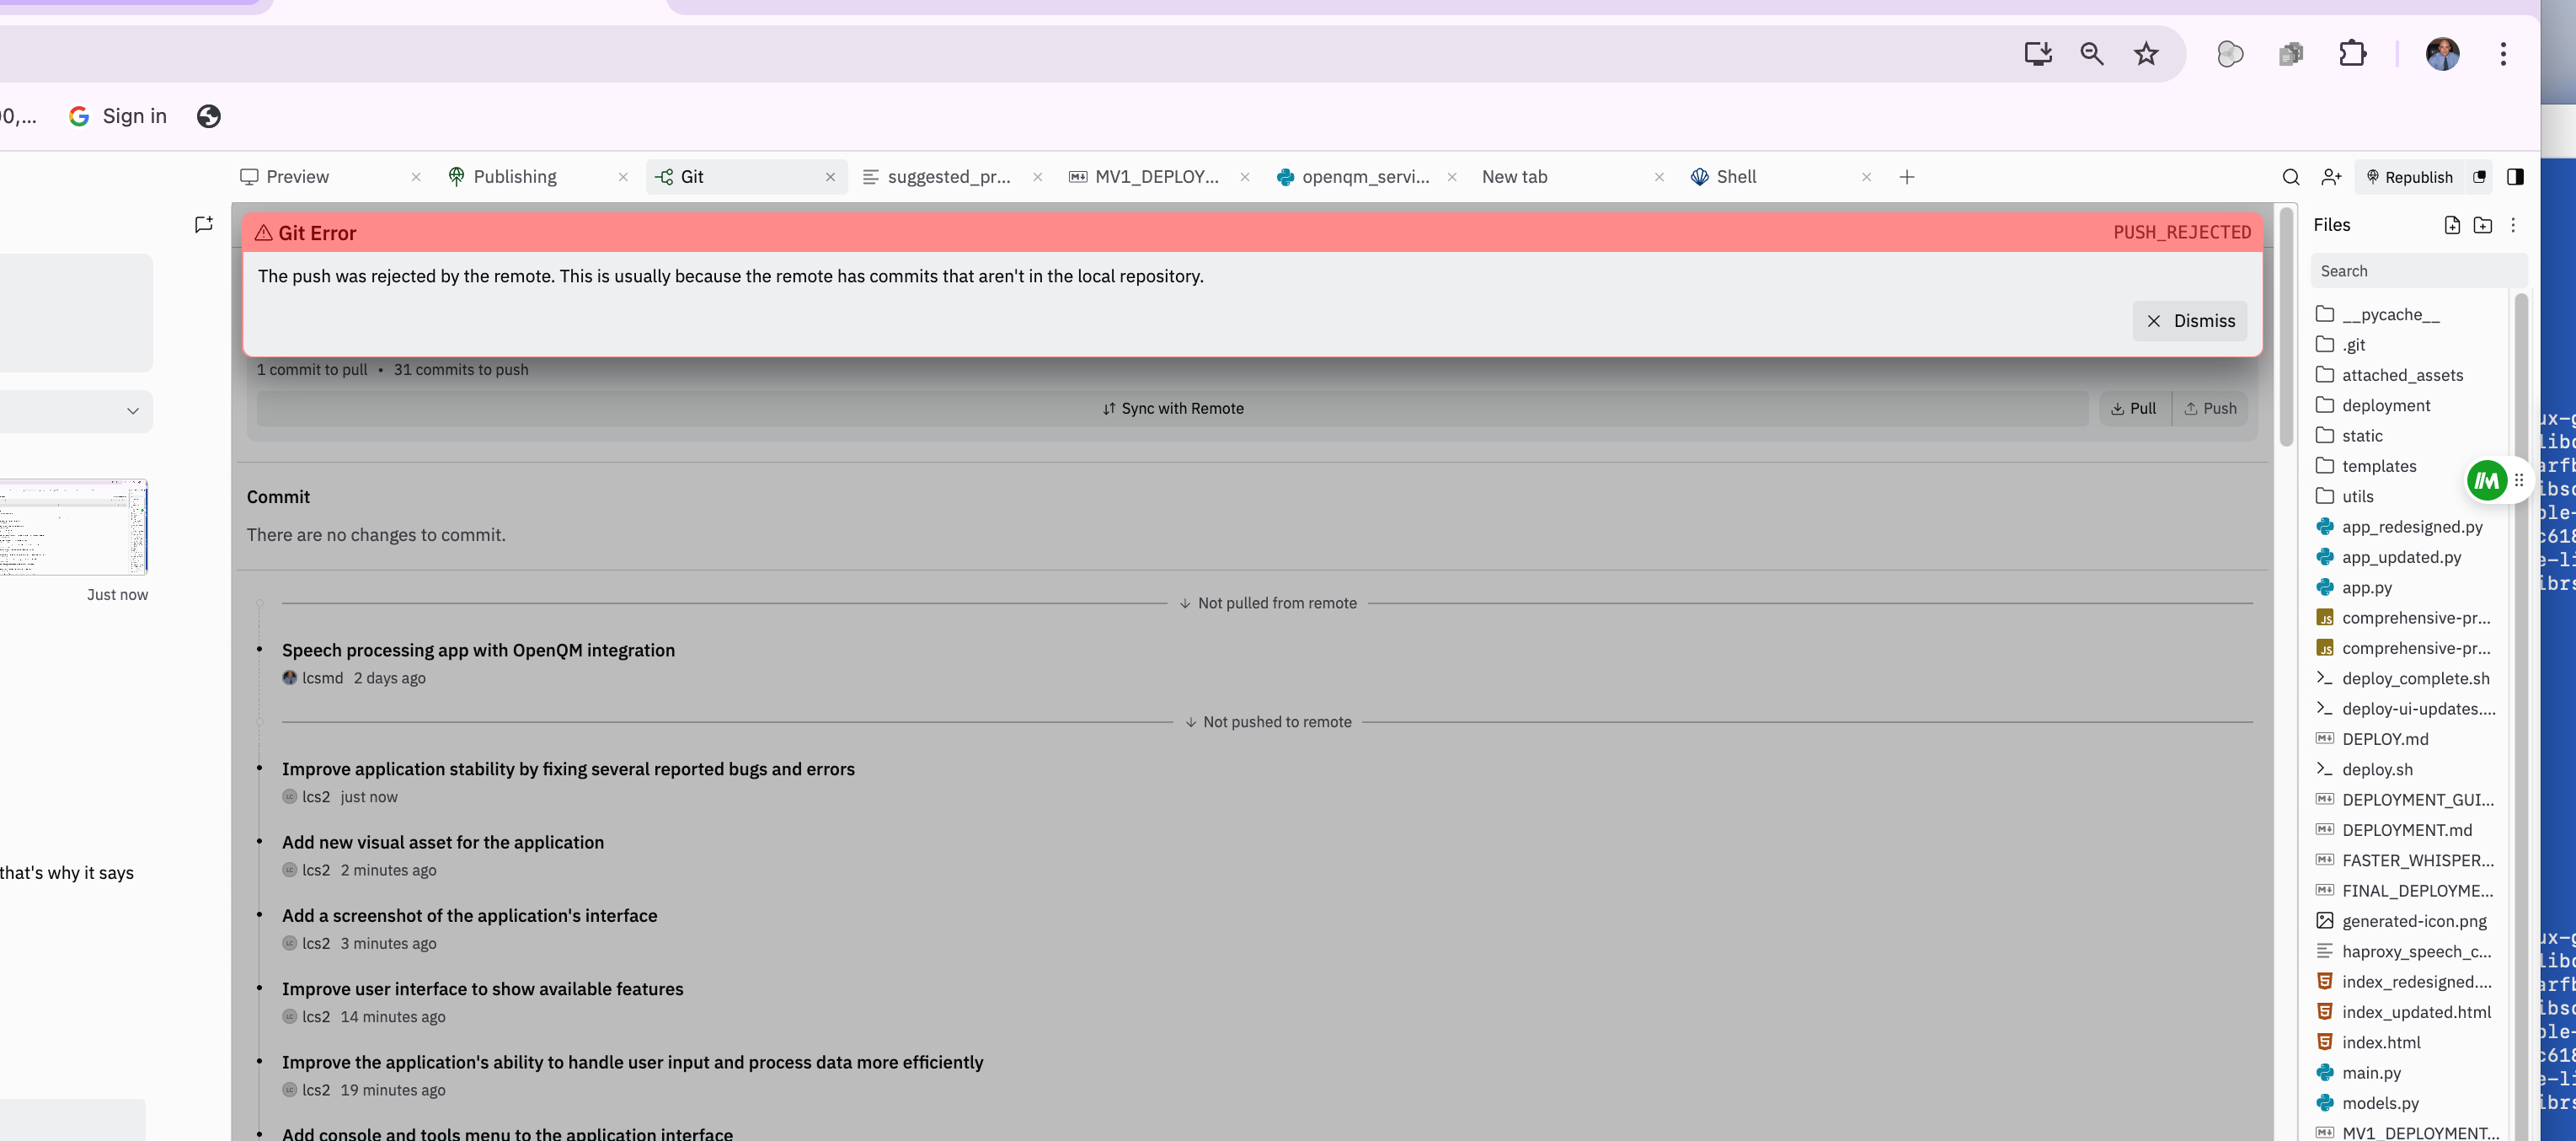 00,...
Sign in
Preview
Publishing
Git
suggested_pr...
MV1_DEPLOY...
openqm_servi...
New tab
Shell
Republish
Git Error
PUSH_REJECTED
The push was rejected by the remote. This is usually because the remote has commits that aren't in the local repository.
Dismiss
1 commit to pull • 31 commits to push
Sync with Remote
Pull
Push
Commit
There are no changes to commit.
Not pulled from remote
Speech processing app with OpenQM integration
lcsmd 2 days ago
Not pushed to remote
Improve application stability by fixing several reported bugs and errors
lcs2 just now
Add new visual asset for the application
lcs2 2 minutes ago
Add a screenshot of the application's interface
lcs2 3 minutes ago
Improve user interface to show available features
lcs2 14 minutes ago
Improve the application's ability to handle user input and process data more efficiently
lcs2 19 minutes ago
Add console and tools menu to the application interface
Just now
that's why it says
Files
Search
__pycache__
.git
attached_assets
deployment
static
templates
utils
app_redesigned.py
app_updated.py
app.py
comprehensive-pr...
comprehensive-pr...
deploy_complete.sh
deploy-ui-updates....
DEPLOY.md
deploy.sh
DEPLOYMENT_GUI...
DEPLOYMENT.md
FASTER_WHISPER...
FINAL_DEPLOYME...
generated-icon.png
haproxy_speech_c...
index_redesigned....
index_updated.html
index.html
main.py
models.py
MV1_DEPLOYMENT...